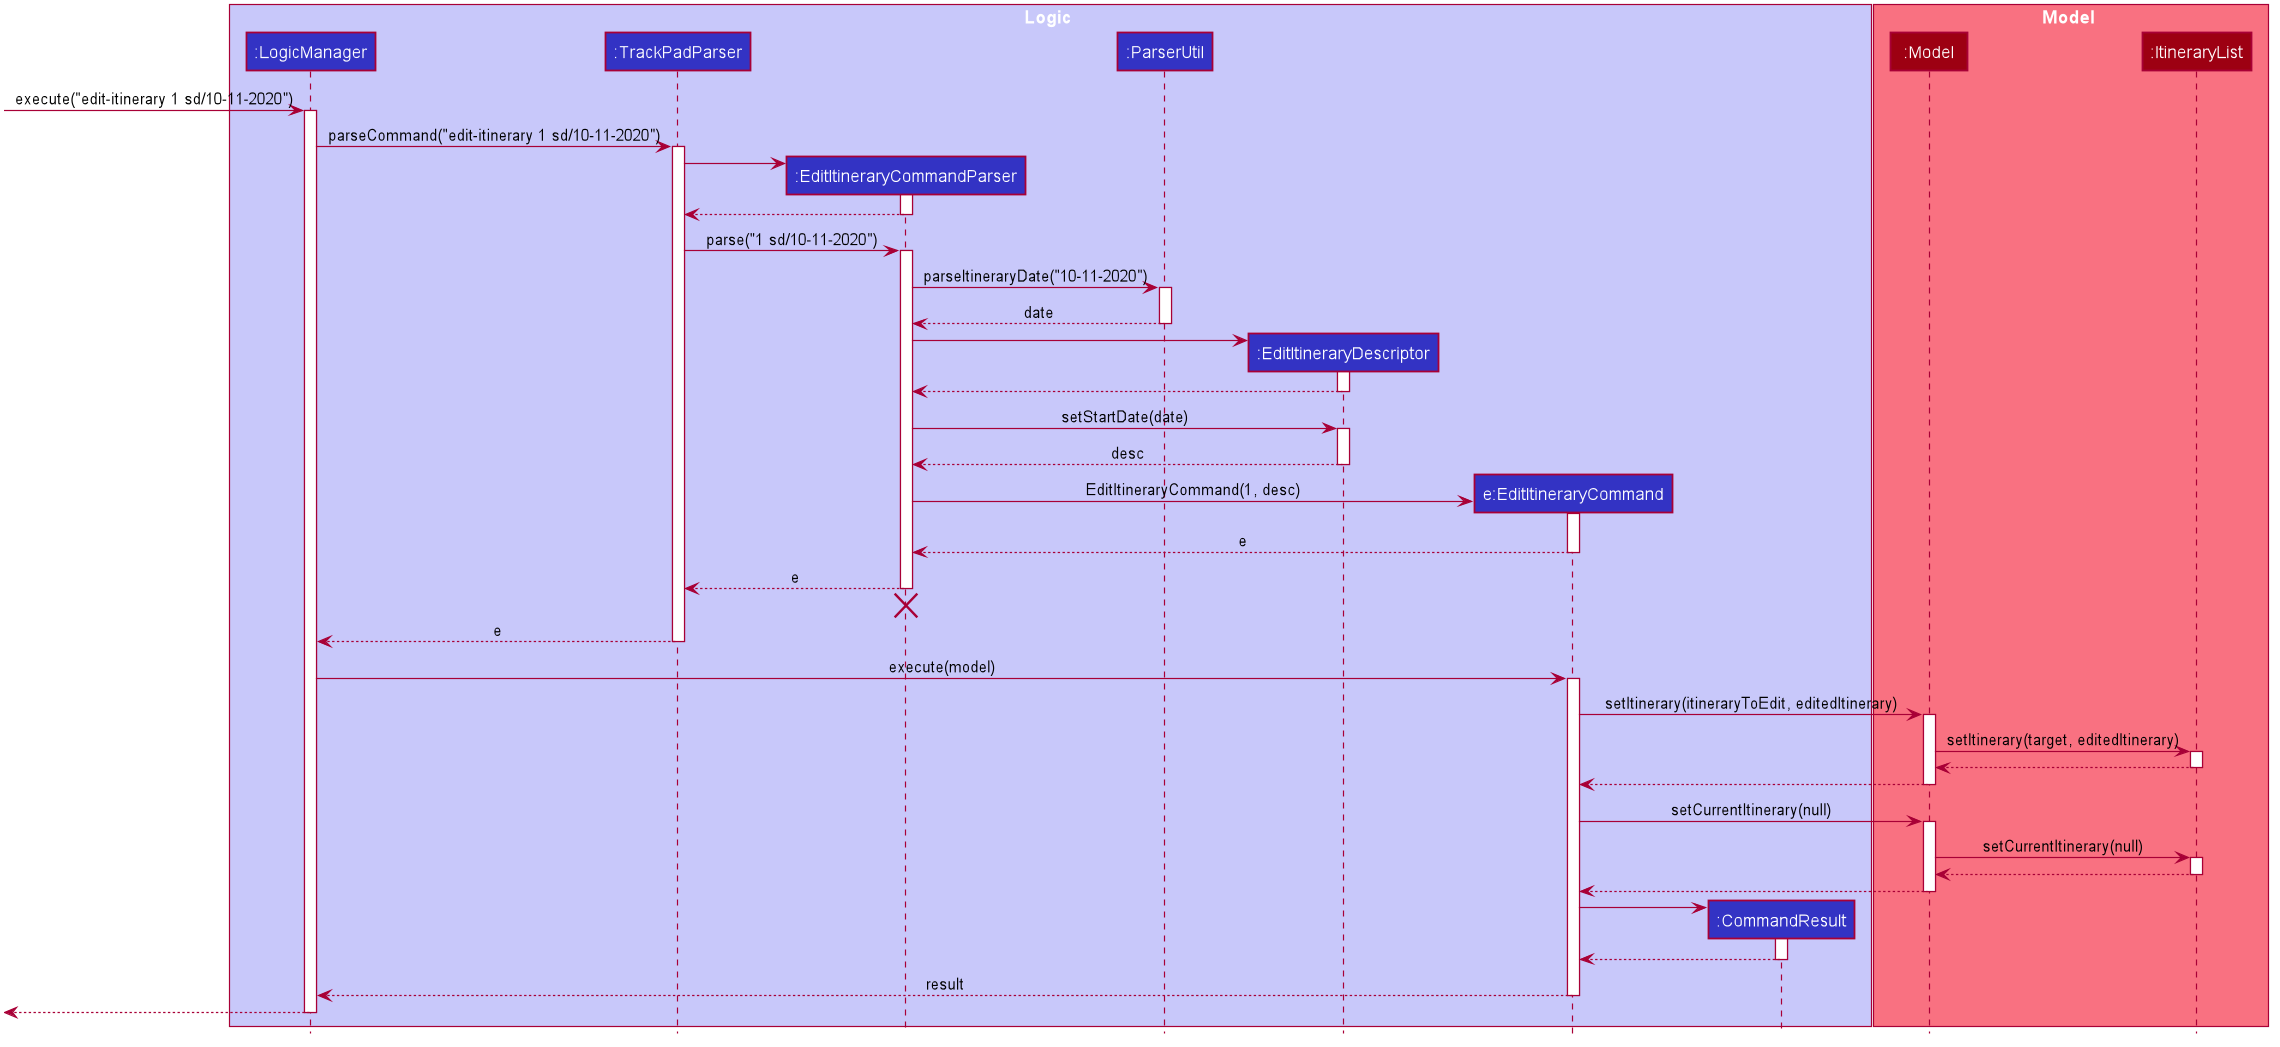 Logic
Model
:LogicManager
:TrackPadParser
:ParserUtil
:Model
:ItineraryList
execute("edit-itinerary 1 sd/10-11-2020")
parseCommand("edit-itinerary 1 sd/10-11-2020")
:EditItineraryCommandParser
parse("1 sd/10-11-2020")
parseItineraryDate("10-11-2020")
date
:EditItineraryDescriptor
setStartDate(date)
desc
EditItineraryCommand(1, desc)
e:EditItineraryCommand
e
e
e
execute(model)
setItinerary(itineraryToEdit, editedItinerary)
setItinerary(target, editedItinerary)
setCurrentItinerary(null)
setCurrentItinerary(null)
:CommandResult
result